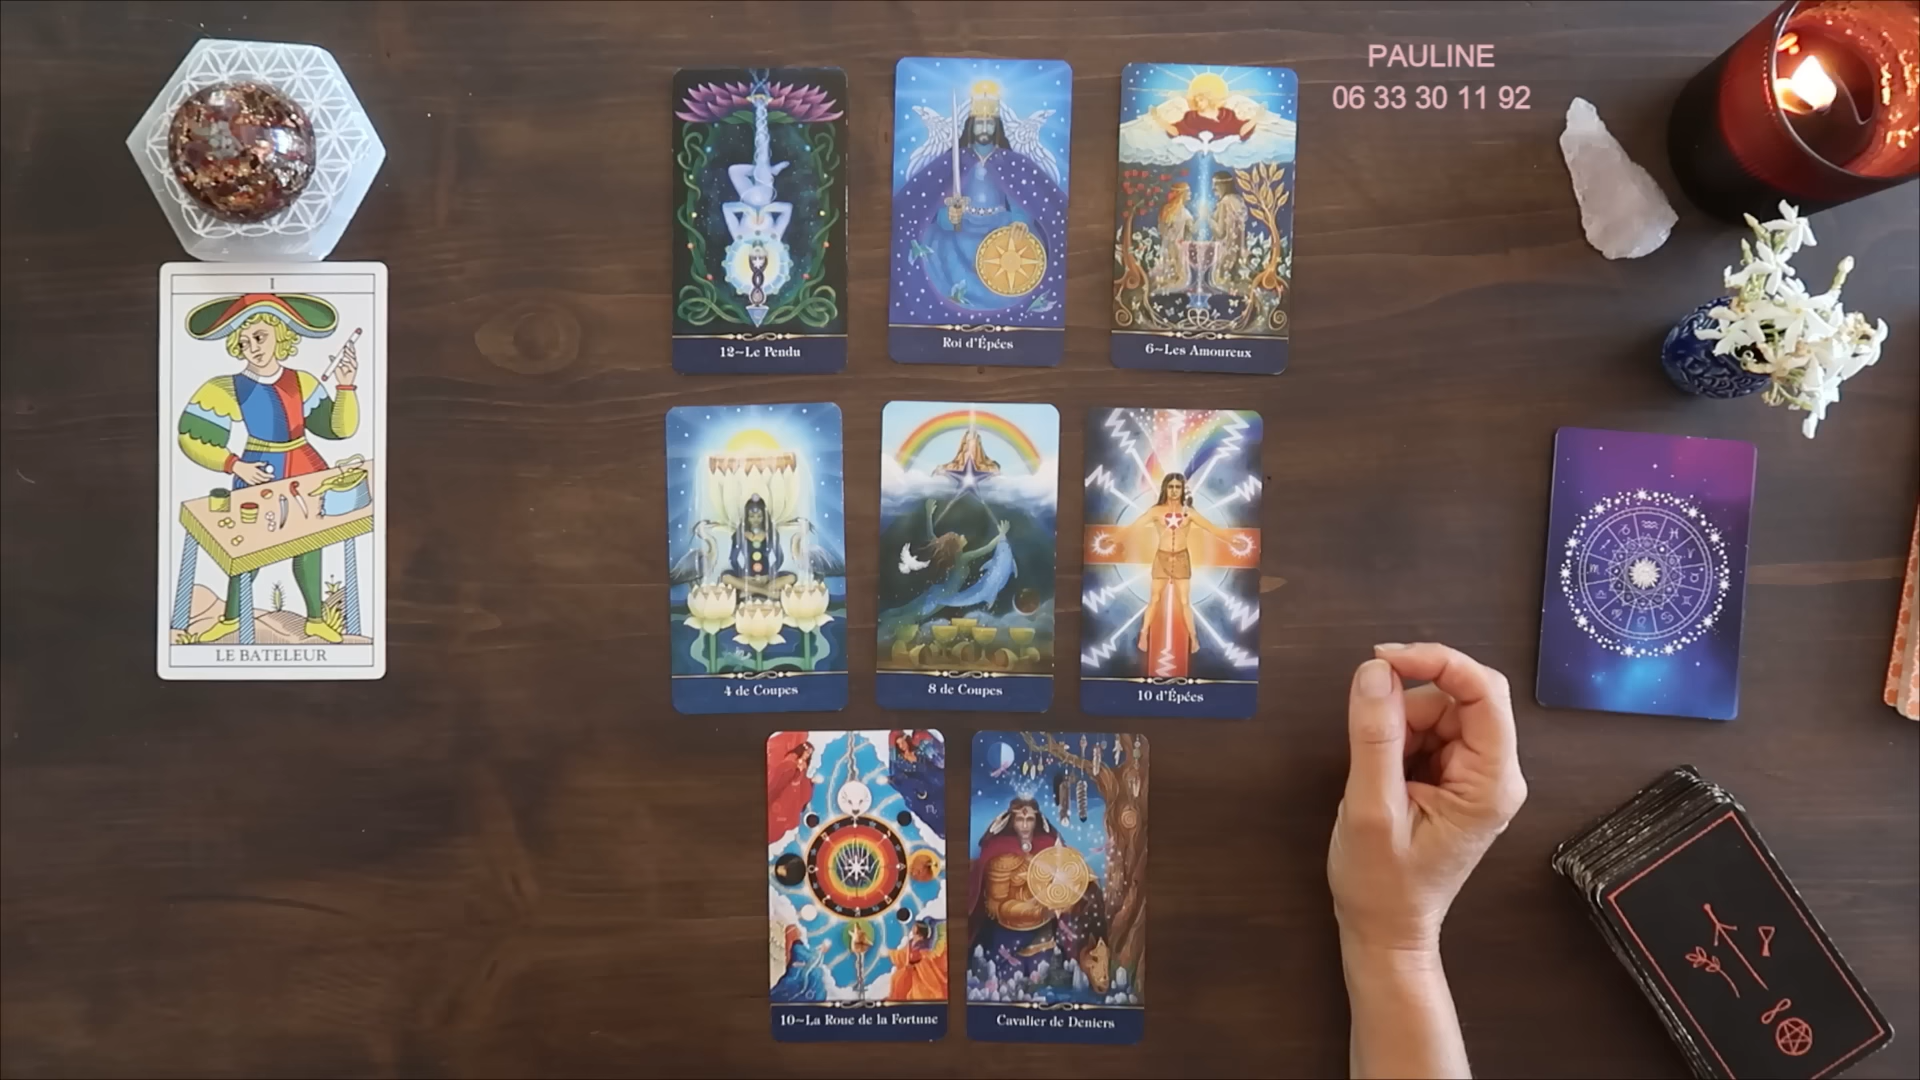 PAULINE
06 33 30 11 92
I
LE BATELEUR
12~Le Pendu
Roi d'Épées
6~Les Amoureux
4 de Coupes
8 de Coupes
10 d'Épées
10~La Roue de la Fortune
Cavalier de Deniers